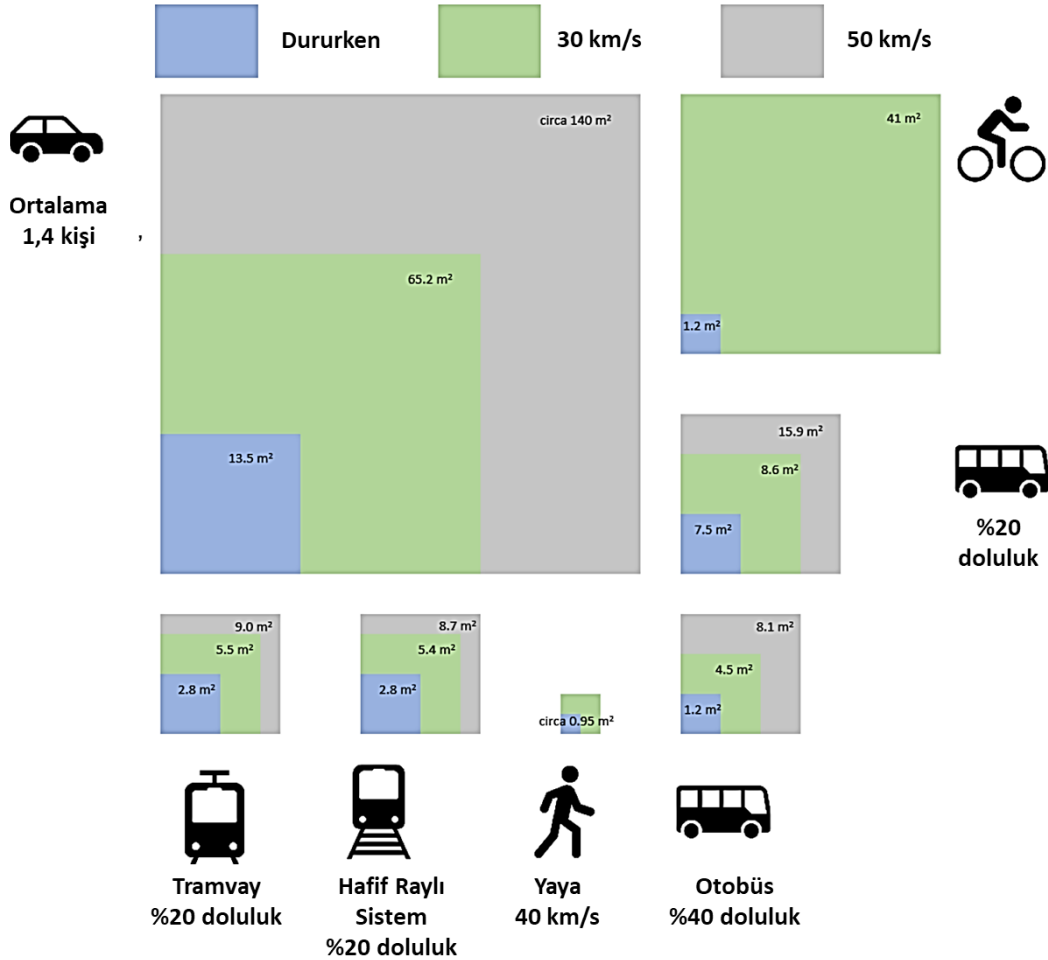 Dururken
30 km/s
50 km/s
circa 140 m²
41 m²
Ortalama
1,4 kişi
,
65.2 m²
1.2 m²
15.9 m²
13.5 m²
8.6 m²
7.5 m²
%20
doluluk
9.0 m²
5.5 m²
2.8 m²
8.7 m²
5.4 m²
2.8 m²
circa 0.95 m²
8.1 m²
4.5 m²
1.2 m²
Tramvay
%20 doluluk
Hafif Raylı
Sistem
%20 doluluk
Yaya
40 km/s
Otobüs
%40 doluluk